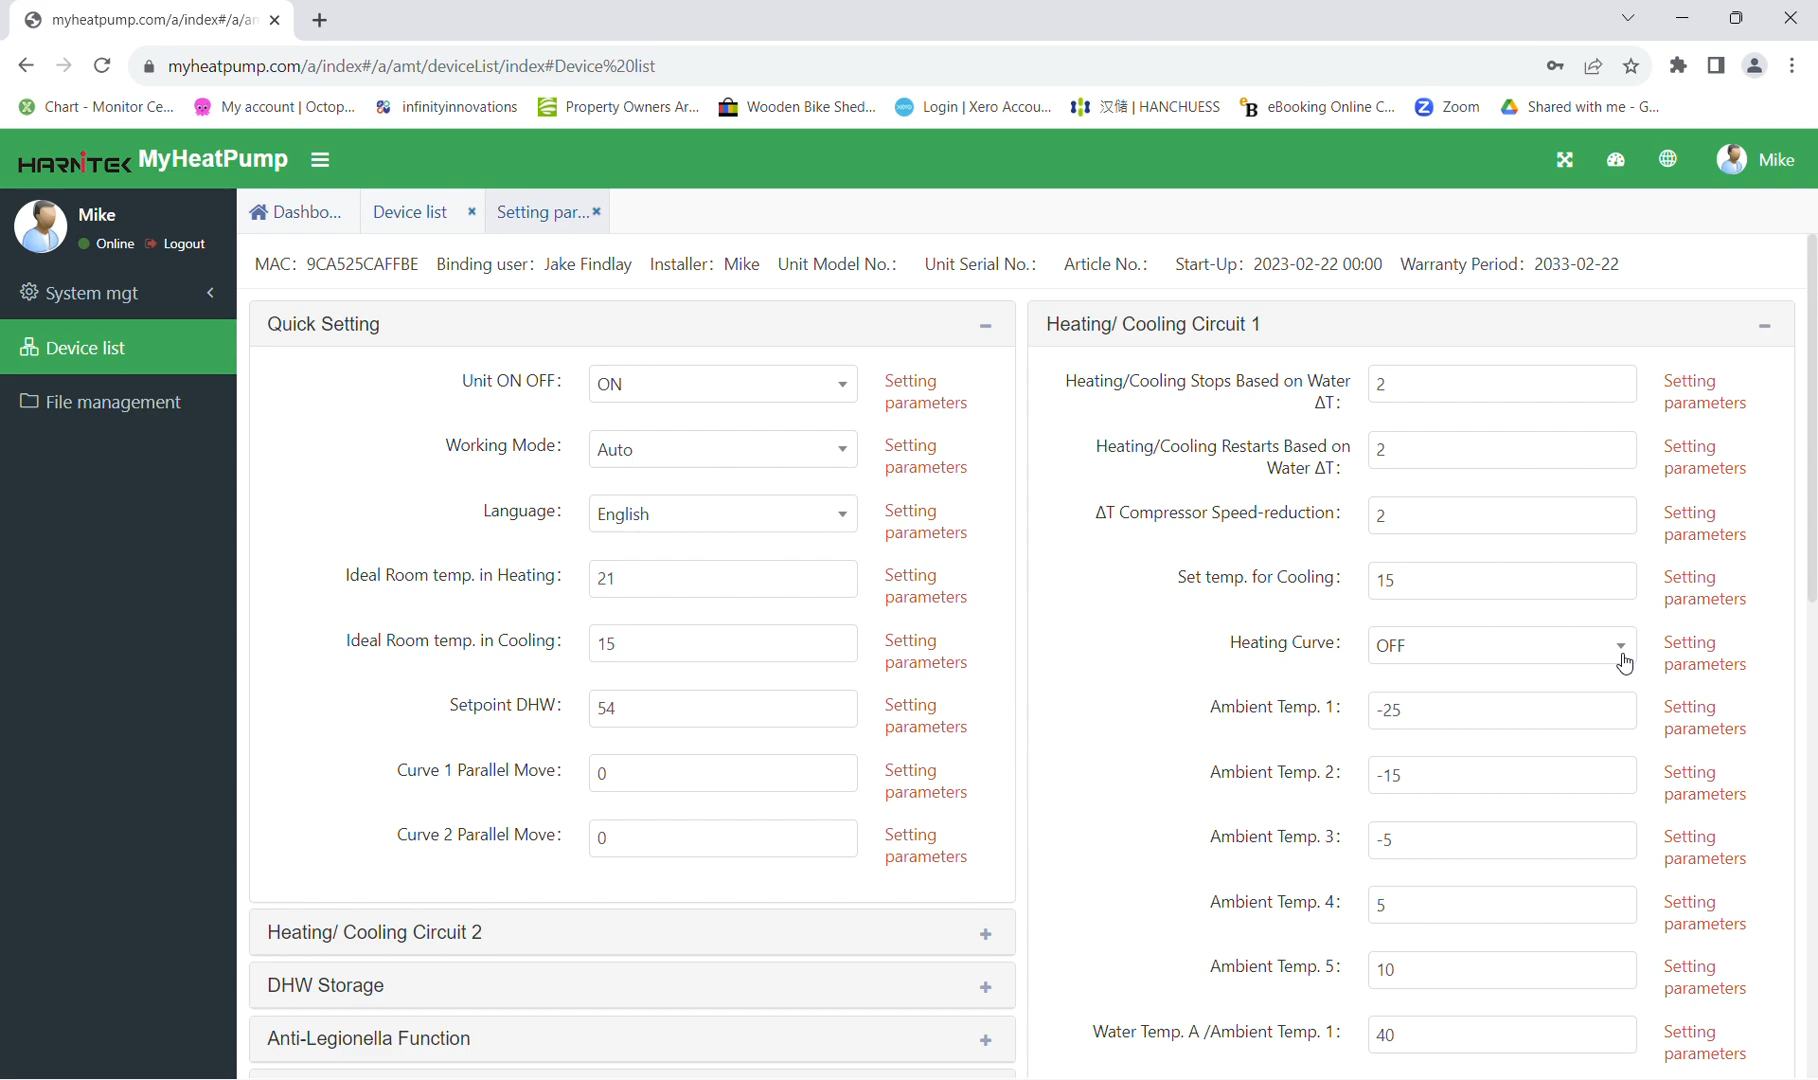 myheatpump.com/a/index#/a/am
myheatpump.com/a/index#/a/amt/deviceList/index#Device%20list
Chart - Monitor Ce... My account | Octop... infinityinnovations Property Owners Ar... Wooden Bike Shed... Login | Xero Accou... 汉储 | HANCHUESS eBooking Online C... Zoom Shared with me - G...
HARNITEK MyHeatPump Mike
Mike
Online Logout
System mgt
Device list
File management
Dashbo... Device list Setting par...
MAC: 9CA525CAFFBE Binding user: Jake Findlay Installer: Mike Unit Model No.: Unit Serial No.: Article No.: Start-Up: 2023-02-22 00:00 Warranty Period: 2033-02-22
Quick Setting
Unit ON OFF: ON Setting
parameters
Working Mode: Auto Setting
parameters
Language: English Setting
parameters
Ideal Room temp. in Heating: 21 Setting
parameters
Ideal Room temp. in Cooling: 15 Setting
parameters
Setpoint DHW: 54 Setting
parameters
Curve 1 Parallel Move: 0 Setting
parameters
Curve 2 Parallel Move: 0 Setting
parameters
Heating/ Cooling Circuit 2
DHW Storage
Anti-Legionella Function
Heating/ Cooling Circuit 1
Heating/Cooling Stops Based on Water 2 Setting
ΔT: parameters
Heating/Cooling Restarts Based on 2 Setting
Water ΔT: parameters
ΔT Compressor Speed-reduction: 2 Setting
parameters
Set temp. for Cooling: 15 Setting
parameters
Heating Curve: OFF Setting
parameters
Ambient Temp. 1: -25 Setting
parameters
Ambient Temp. 2: -15 Setting
parameters
Ambient Temp. 3: -5 Setting
parameters
Ambient Temp. 4: 5 Setting
parameters
Ambient Temp. 5: 10 Setting
parameters
Water Temp. A /Ambient Temp. 1: 40 Setting
parameters